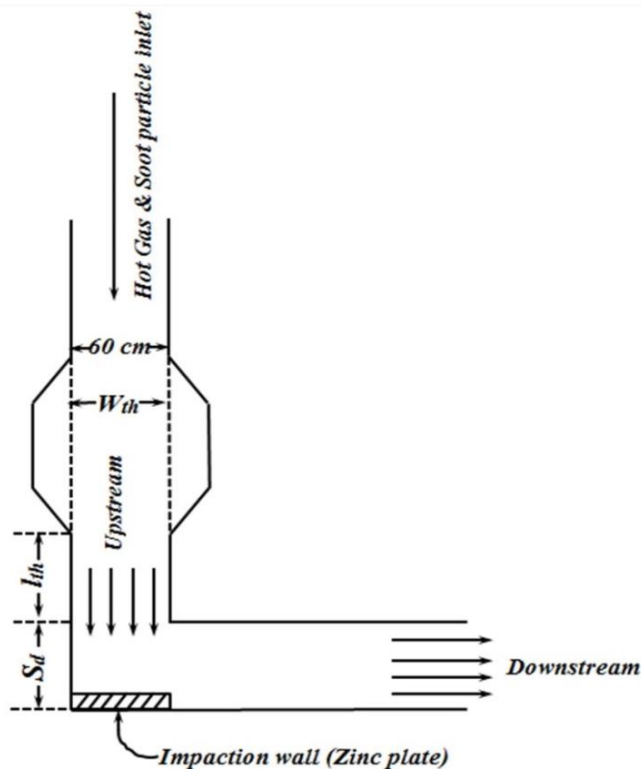 Hot Gas & Soot particle inlet
60 cm
Wth
Upstream
lth
Sd
Downstream
Impaction wall (Zinc plate)